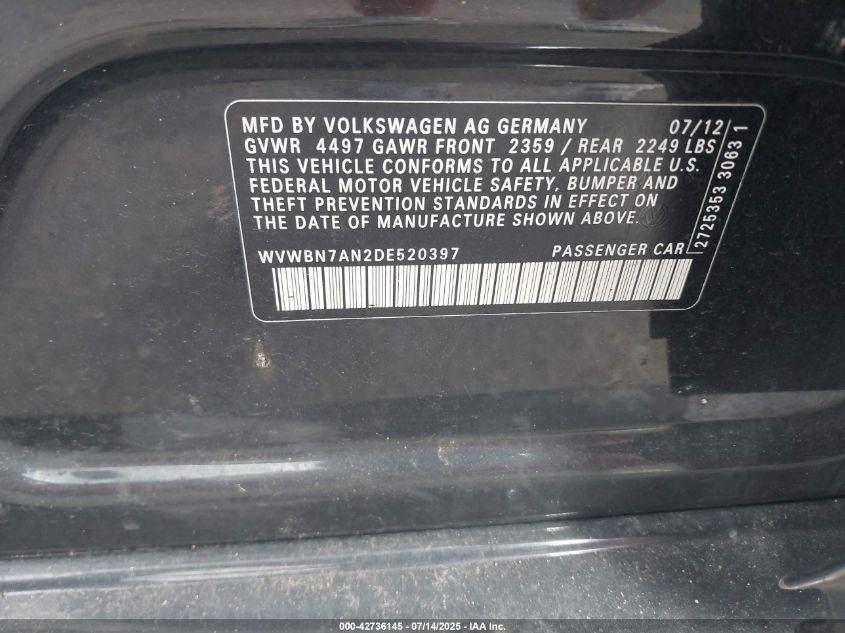 MFD BY VOLKSWAGEN AG GERMANY 07/12
GVWR 4497 GAWR FRONT 2359 / REAR 2249 LBS
THIS VEHICLE CONFORMS TO ALL APPLICABLE U.S.
FEDERAL MOTOR VEHICLE SAFETY, BUMPER AND
THEFT PREVENTION STANDARDS IN EFFECT ON
THE DATE OF MANUFACTURE SHOWN ABOVE.
WVWBN7AN2DE520397 PASSENGER CAR
2725353 3063 1
000-42736145 - 07/14/2025 - IAA Inc.